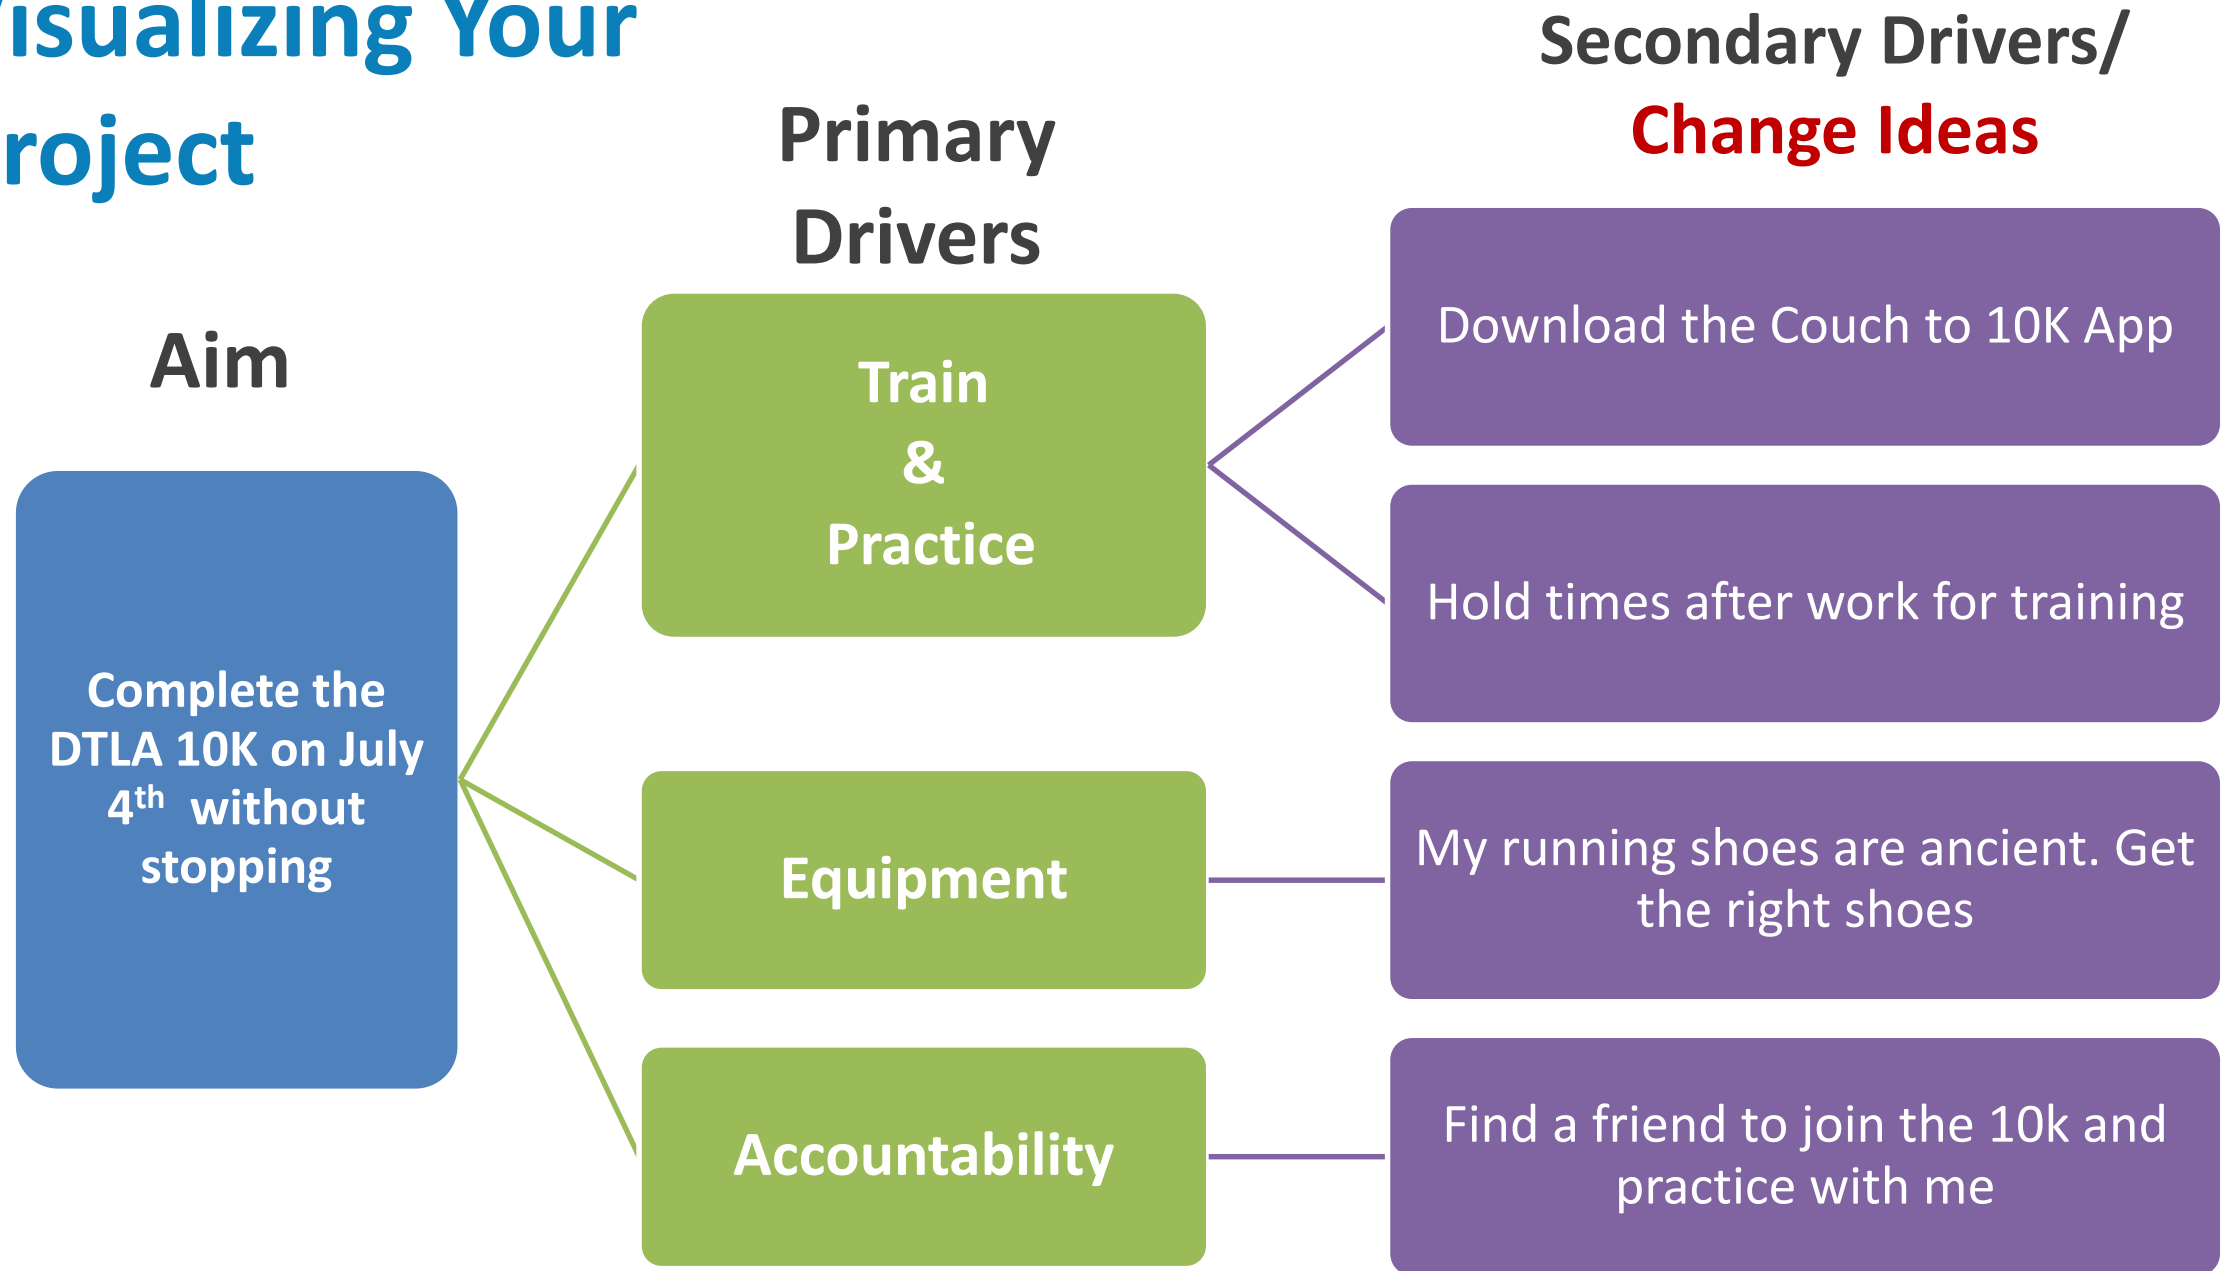 isualizing Your
roject
Aim
Complete the
DTLA 10K on July
4th without
stopping
Primary
Drivers
Train
&
Practice
Equipment
Accountability
Secondary Drivers/
Change Ideas
Download the Couch to 10K App
Hold times after work for training
My running shoes are ancient. Get
the right shoes
Find a friend to join the 10k and
practice with me